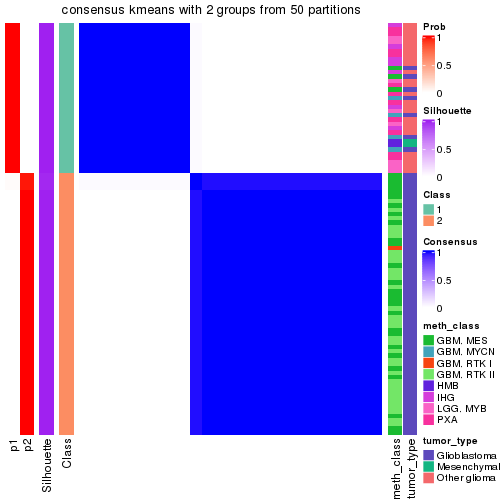 consensus kmeans with 2 groups from 50 partitions
Prob
1
0.5
0
Silhouette
1
0.5
0
Class
1
2
Consensus
1
0.5
0
meth_class
GBM. MES
GBM. MYCN
GBM. RTK I
GBM. RTK II
HMB
IHG
LGG. MYB
PXA
tumor_type
Glioblastoma
Mesenchymal
Other glioma
p1
p2
Silhouette
Class
meth_class
tumor_type